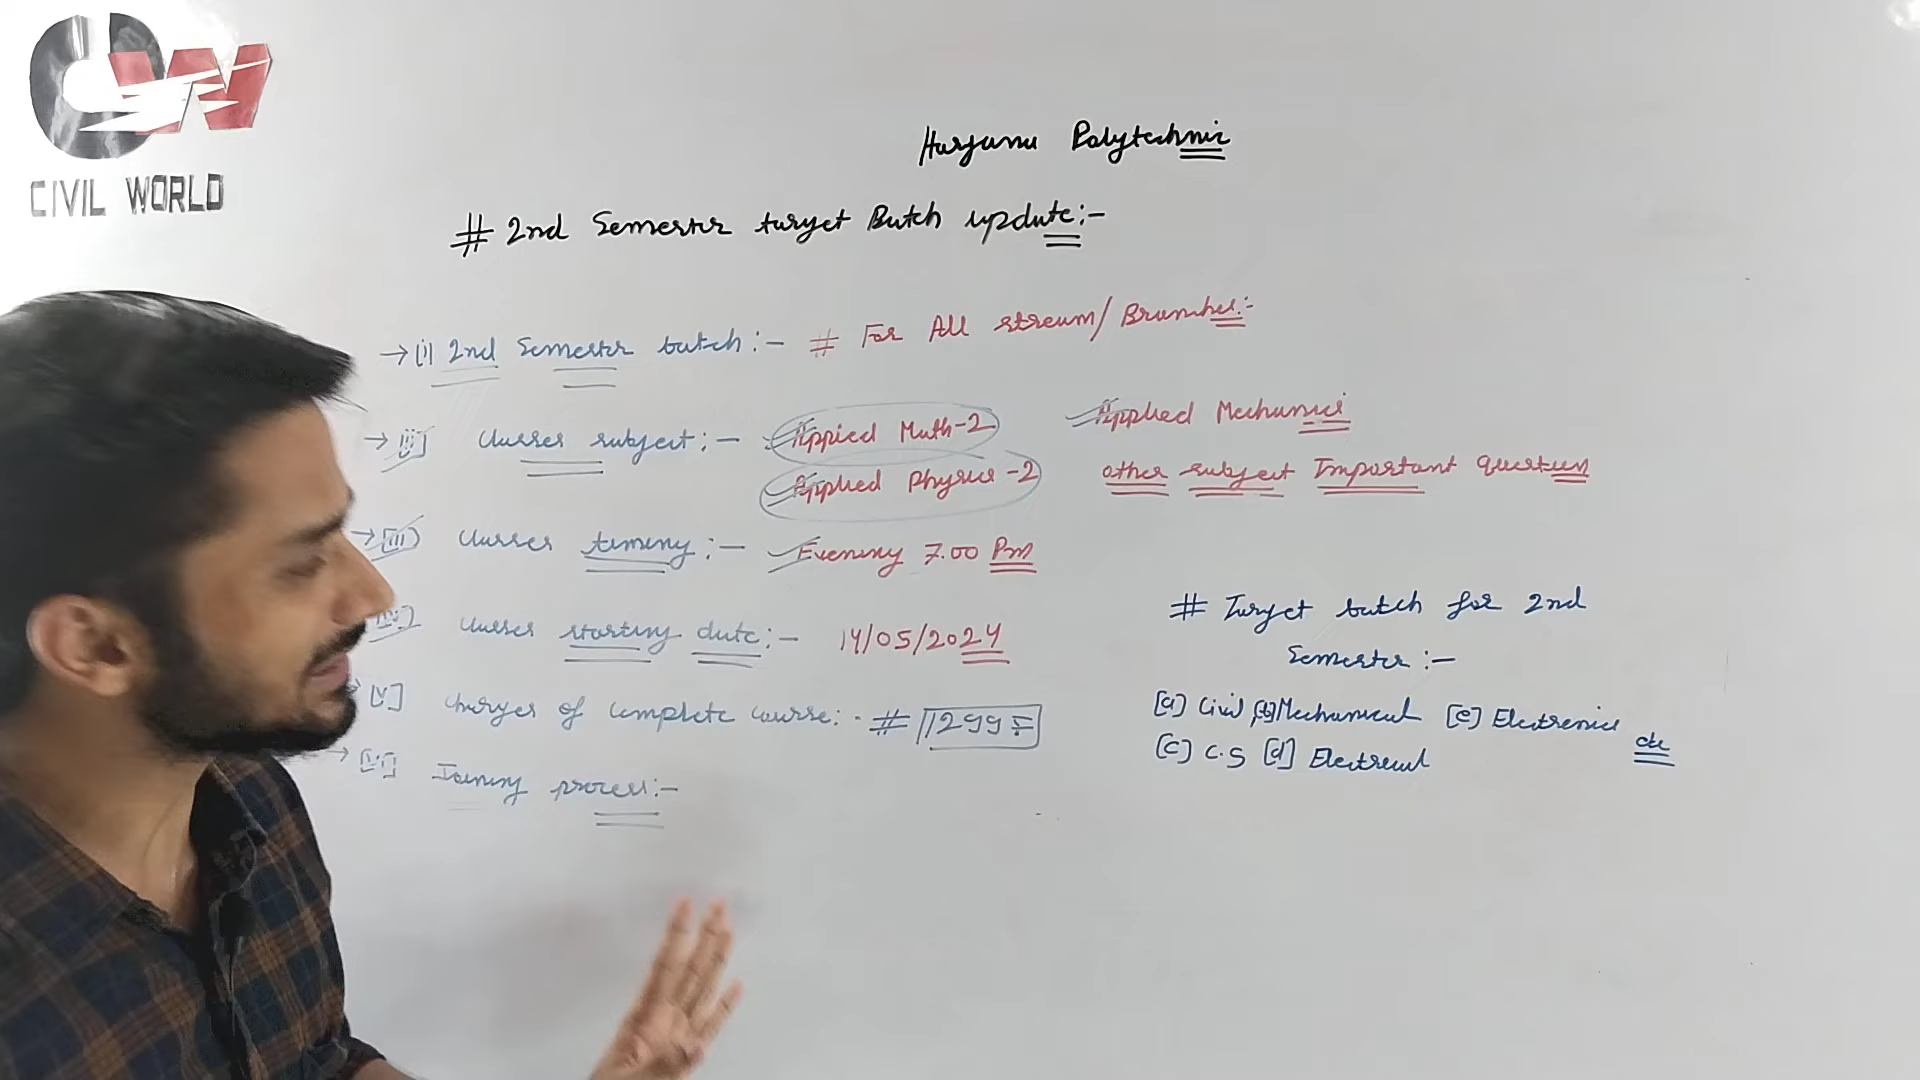 CW
CIVIL WORLD
Haryana Polytechnic
# 2nd Semester target Batch update:-
→ [i] 2nd Semester batch:- # For All stream/Branches:-
→ [ii] classes subject:- Appied Math-2 Applied Mechanics
Applied Physics-2 other subject Important question
→ [iii] classes timing:- Evening 7.00 Pm
[iv] classes starting date:- 14/05/2024
[v] charges of complete course:- # 1299₹
→ [vi] Joining process:-
# Target batch for 2nd
Semester:-
[a] Civil [b] Mechanical [e] Electronics
[c] C.S [d] Electrical etc